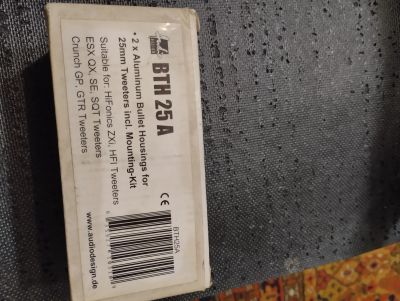 BTH 25 A
• 2 x Aluminum Bullet Housings for
25mm Tweeters incl. Mounting-Kit
Suitable for: HiFonics ZXi, HFI Tweeters
ESX QX, SE, SQT Tweeters
Crunch GP, GTR Tweeters
CE
BTH25A
www.audiodesign.de